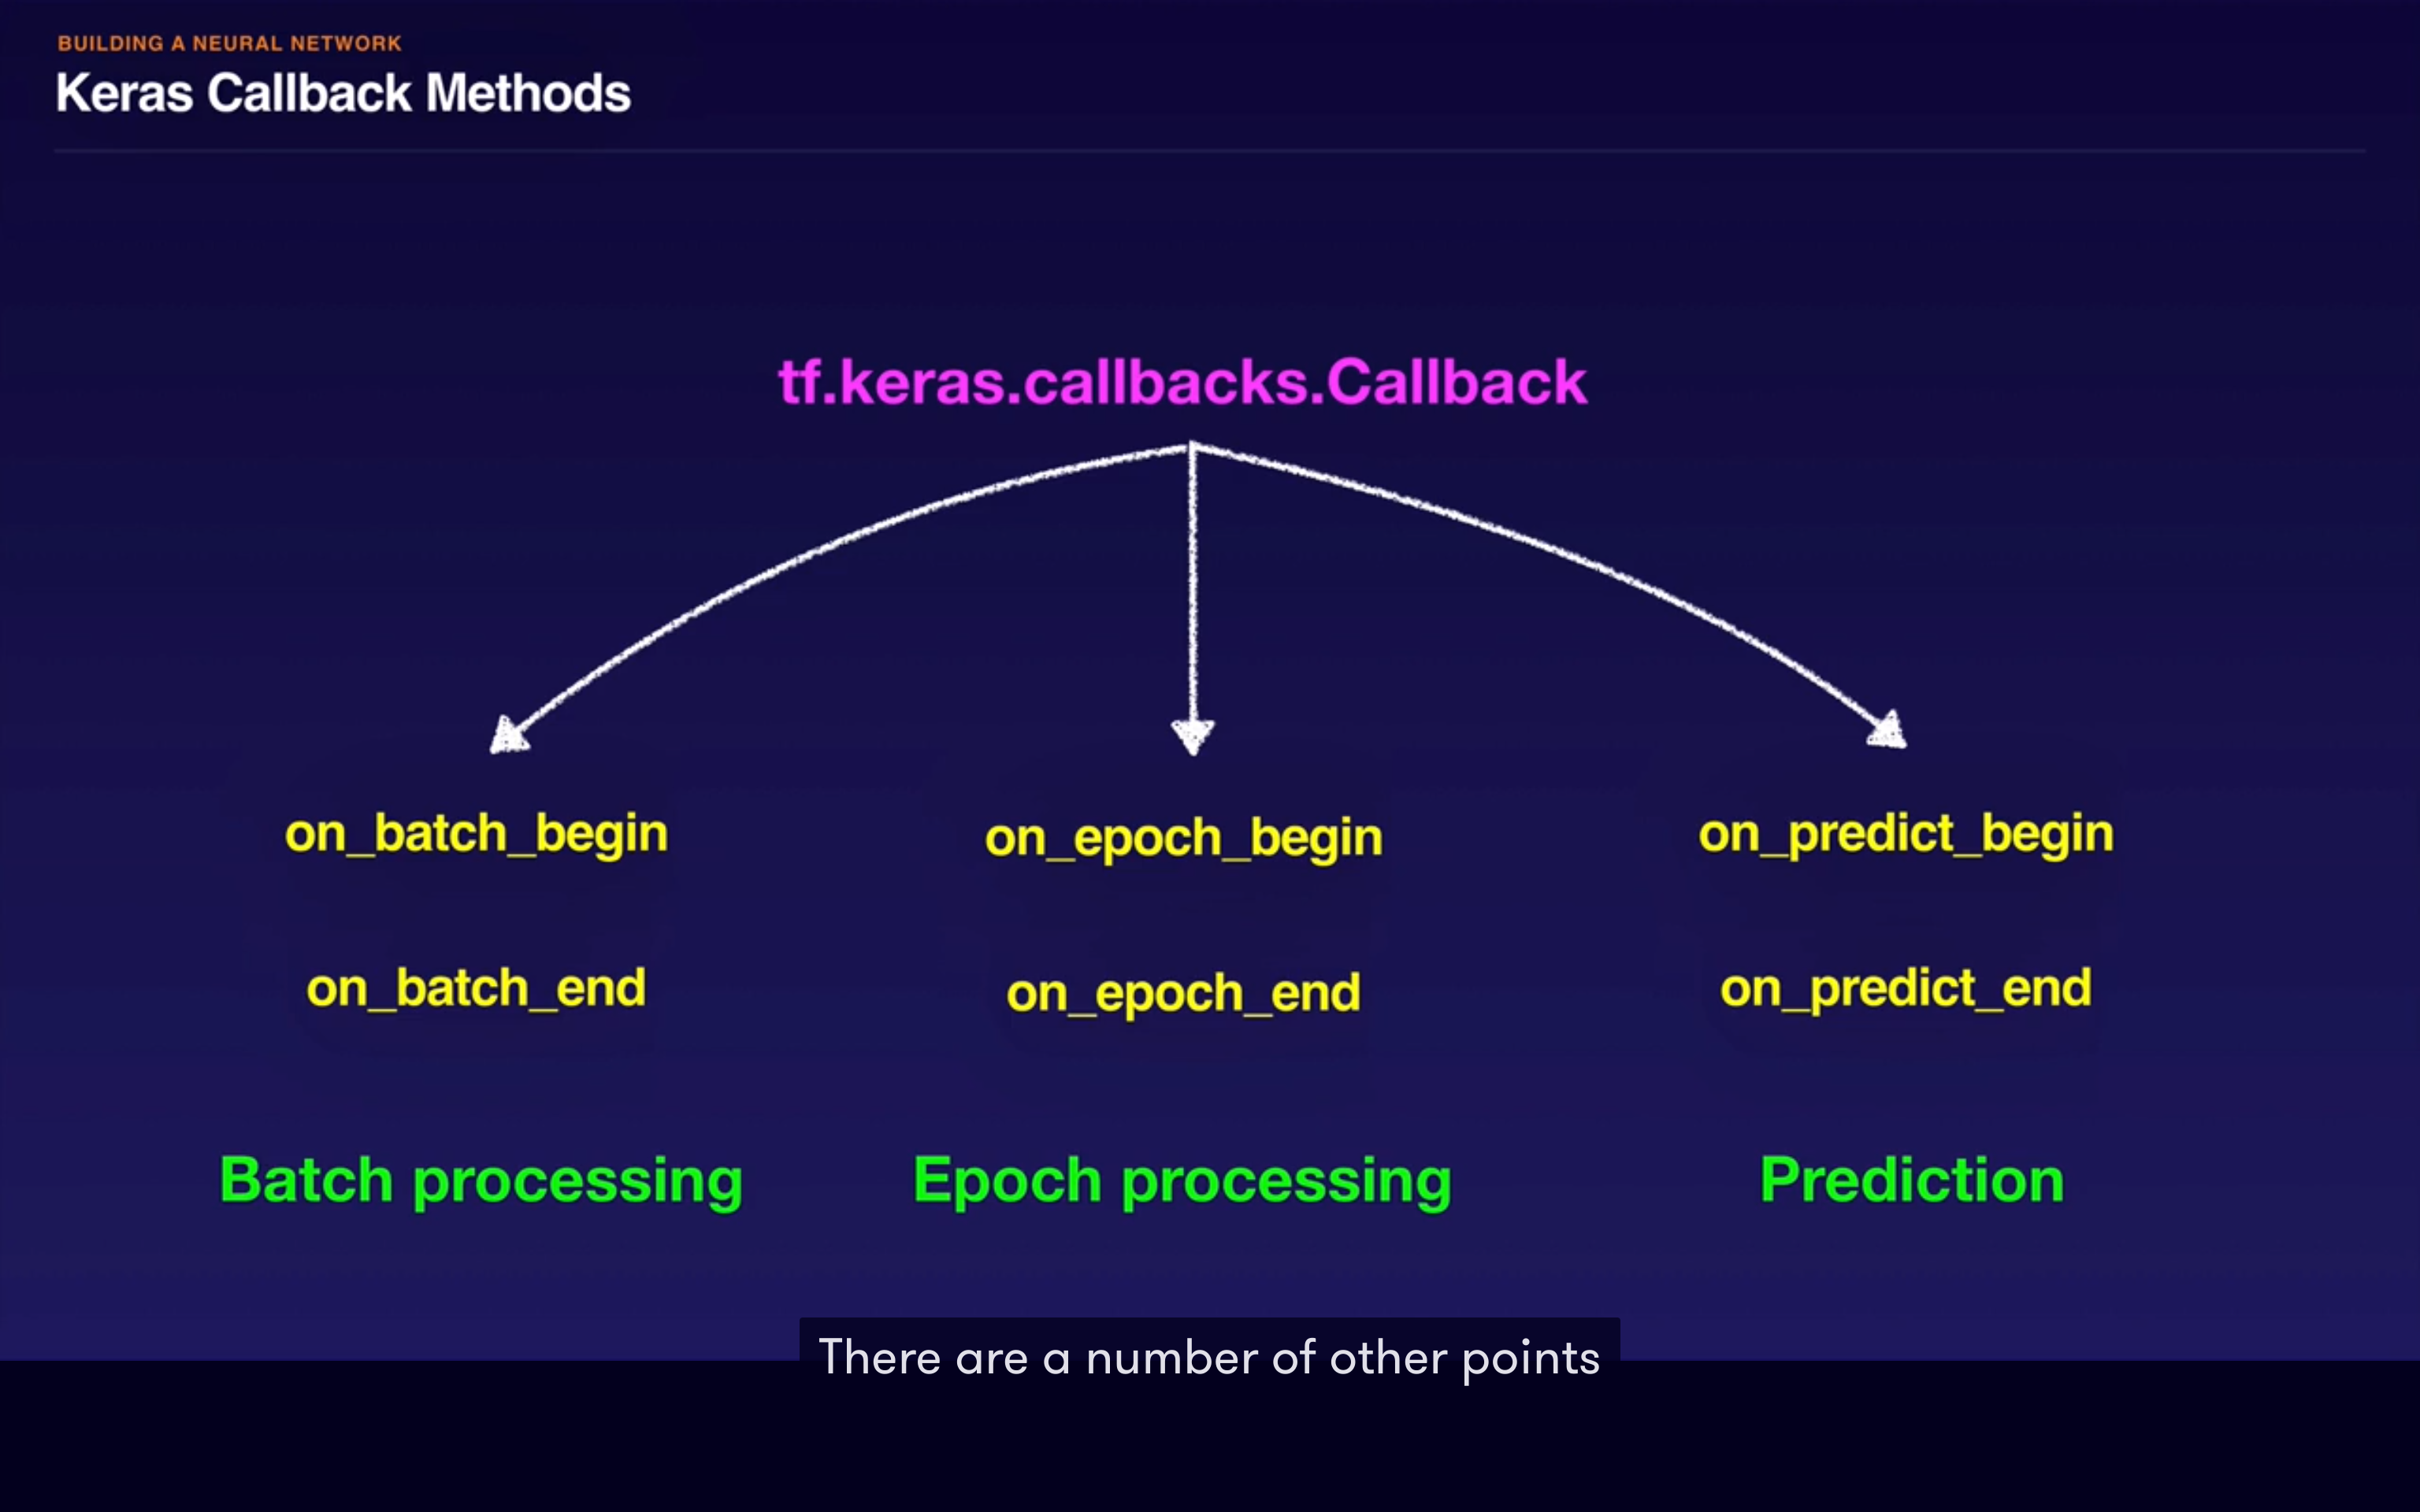 BUILDING A NEURAL NETWORK
Keras Callback Methods
tf.keras.callbacks.Callback
on_batch_begin
on_batch_end
Batch processing
on_epoch_begin
on_epoch_end
Epoch processing
on_predict_begin
on_predict_end
Prediction
There are a number of other points